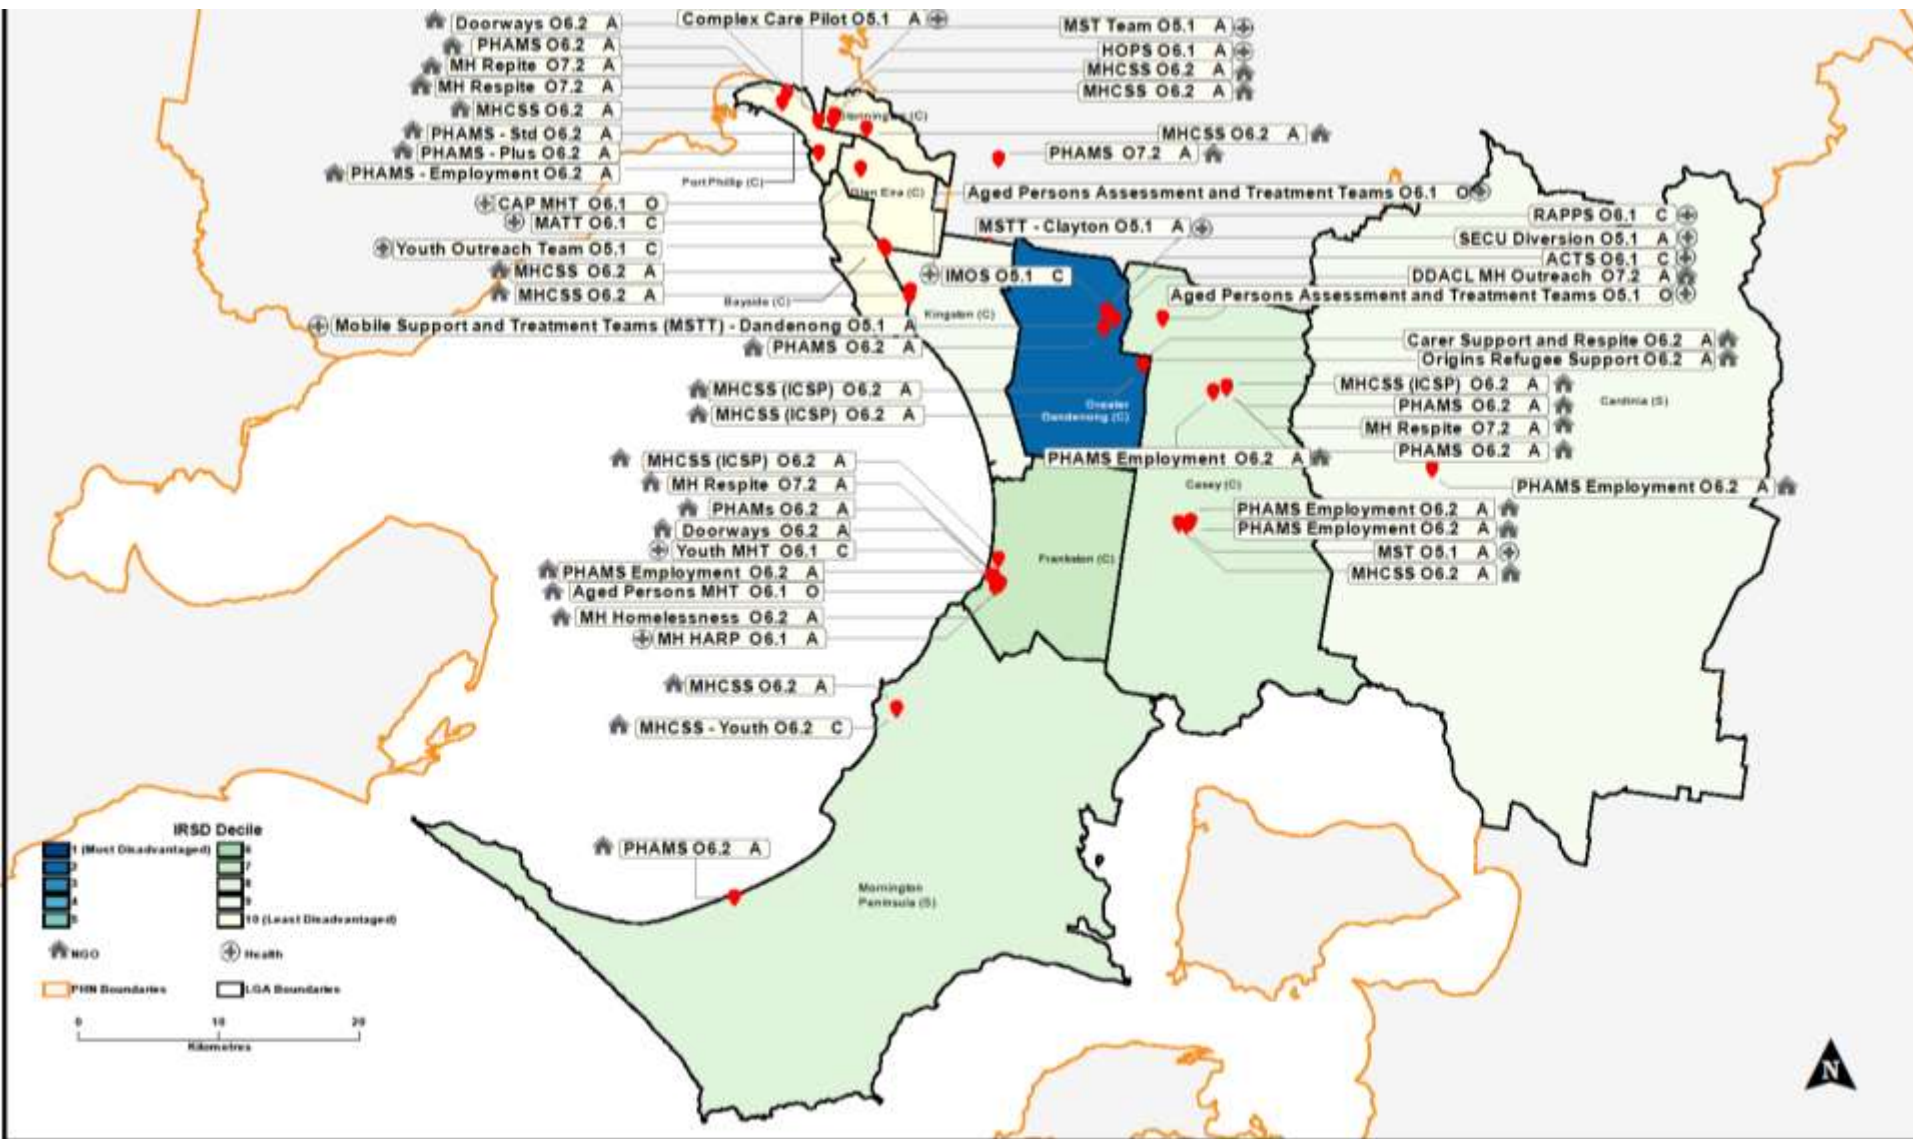 Doorways O6.2 A
PHAMS O6.2 A
MH Repite O7.2 A
MH Respite O7.2 A
MHCSS O6.2 A
PHAMS - Std O6.2 A
PHAMS - Plus O6.2 A
PHAMS - Employment O6.2 A
CAP MHT O6.1 O
MATT O6.1 C
Youth Outreach Team O5.1 C
MHCSS O6.2 A
MHCSS O6.2 A
Mobile Support and Treatment Teams (MSTT) - Dandenong O5.1 A
PHAMS O6.2 A
MHCSS (ICSP) O6.2 A
MHCSS (ICSP) O6.2 A
MHCSS (ICSP) O6.2 A
MH Respite O7.2 A
PHAMs O6.2 A
Doorways O6.2 A
Youth MHT O6.1 C
PHAMS Employment O6.2 A
Aged Persons MHT O6.1 O
MH Homelessness O6.2 A
MH HARP O6.1 A
MHCSS O6.2 A
MHCSS - Youth O6.2 C
PHAMS O6.2 A
Complex Care Pilot O5.1 A
MST Team O5.1 A
HOPS O6.1 A
MHCSS O6.2 A
MHCSS O6.2 A
MHCSS O6.2 A
PHAMS O7.2 A
Aged Persons Assessment and Treatment Teams O6.1 O
MSTT - Clayton O5.1 A
RAPPS O6.1 C
SECU Diversion O5.1 A
ACTS O6.1 C
DDACL MH Outreach O7.2 A
IMOS O5.1 C
Aged Persons Assessment and Treatment Teams O5.1 O
Carer Support and Respite O6.2 A
Origins Refugee Support O6.2 A
MHCSS (ICSP) O6.2 A
PHAMS O6.2 A
MH Respite O7.2 A
PHAMS O6.2 A
PHAMS Employment O6.2 A
PHAMS Employment O6.2 A
PHAMS Employment O6.2 A
PHAMS Employment O6.2 A
MST O5.1 A
MHCSS O6.2 A
Port Phillip (C)
Glen Eira (C)
Bayside (C)
Kingston (C)
Greater
Dandenong (C)
Cardinia (S)
Casey (C)
Frankston (C)
Mornington
Peninsula (S)
IRSD Decile
1 (Most Disadvantaged)
2
3
4
5
6
7
8
9
10 (Least Disadvantaged)
NGO
Health
PHN Boundaries
LGA Boundaries
0 10 20
Kilometres
N